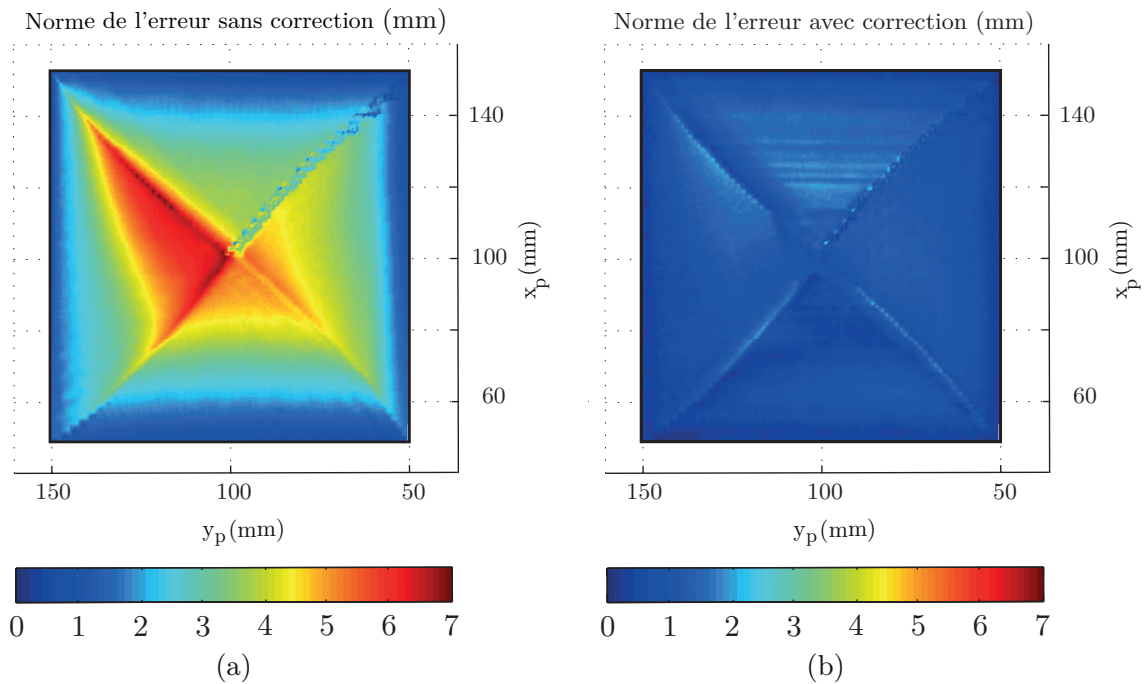 Norme de l'erreur sans correction (mm)
Norme de l'erreur avec correction (mm)
140
100
60
x_p(mm)
150 100 50
y_p(mm)
140
100
60
x_p(mm)
150 100 50
y_p(mm)
0 1 2 3 4 5 6 7
0 1 2 3 4 5 6 7
(a)
(b)